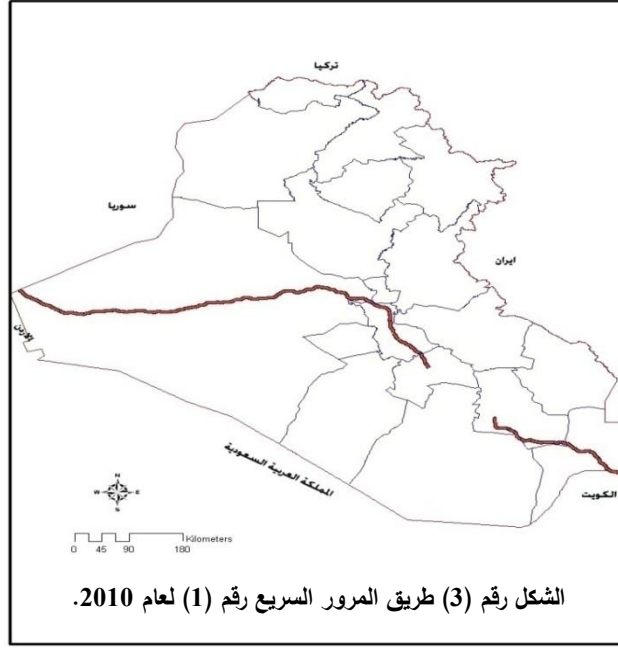 تركيا
سوريا
ايران
الاردن
المملكة العربية السعودية
الكويت
N
W E
S
Kilometers
0 45 90 180
الشكل رقم (3) طريق المرور السريع رقم (1) لعام 2010.